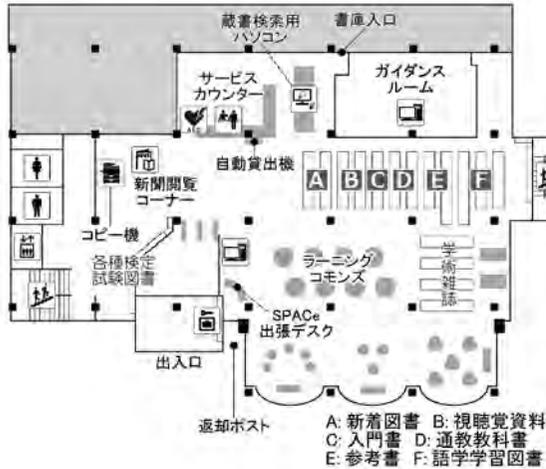 蔵書検索用
パソコン
書庫入口
サービス
カウンター
ガイダンス
ルーム
AED
自動貸出機
新聞閲覧
コーナー
A B C D E F
コピー機
各種検定
試験図書
ラーニング
コモンズ
学術雑誌
SPACe
出張デスク
出入口
返却ポスト
A: 新着図書 B: 視聴覚資料
C: 入門書 D: 通教教科書
E: 参考書 F: 語学学習図書